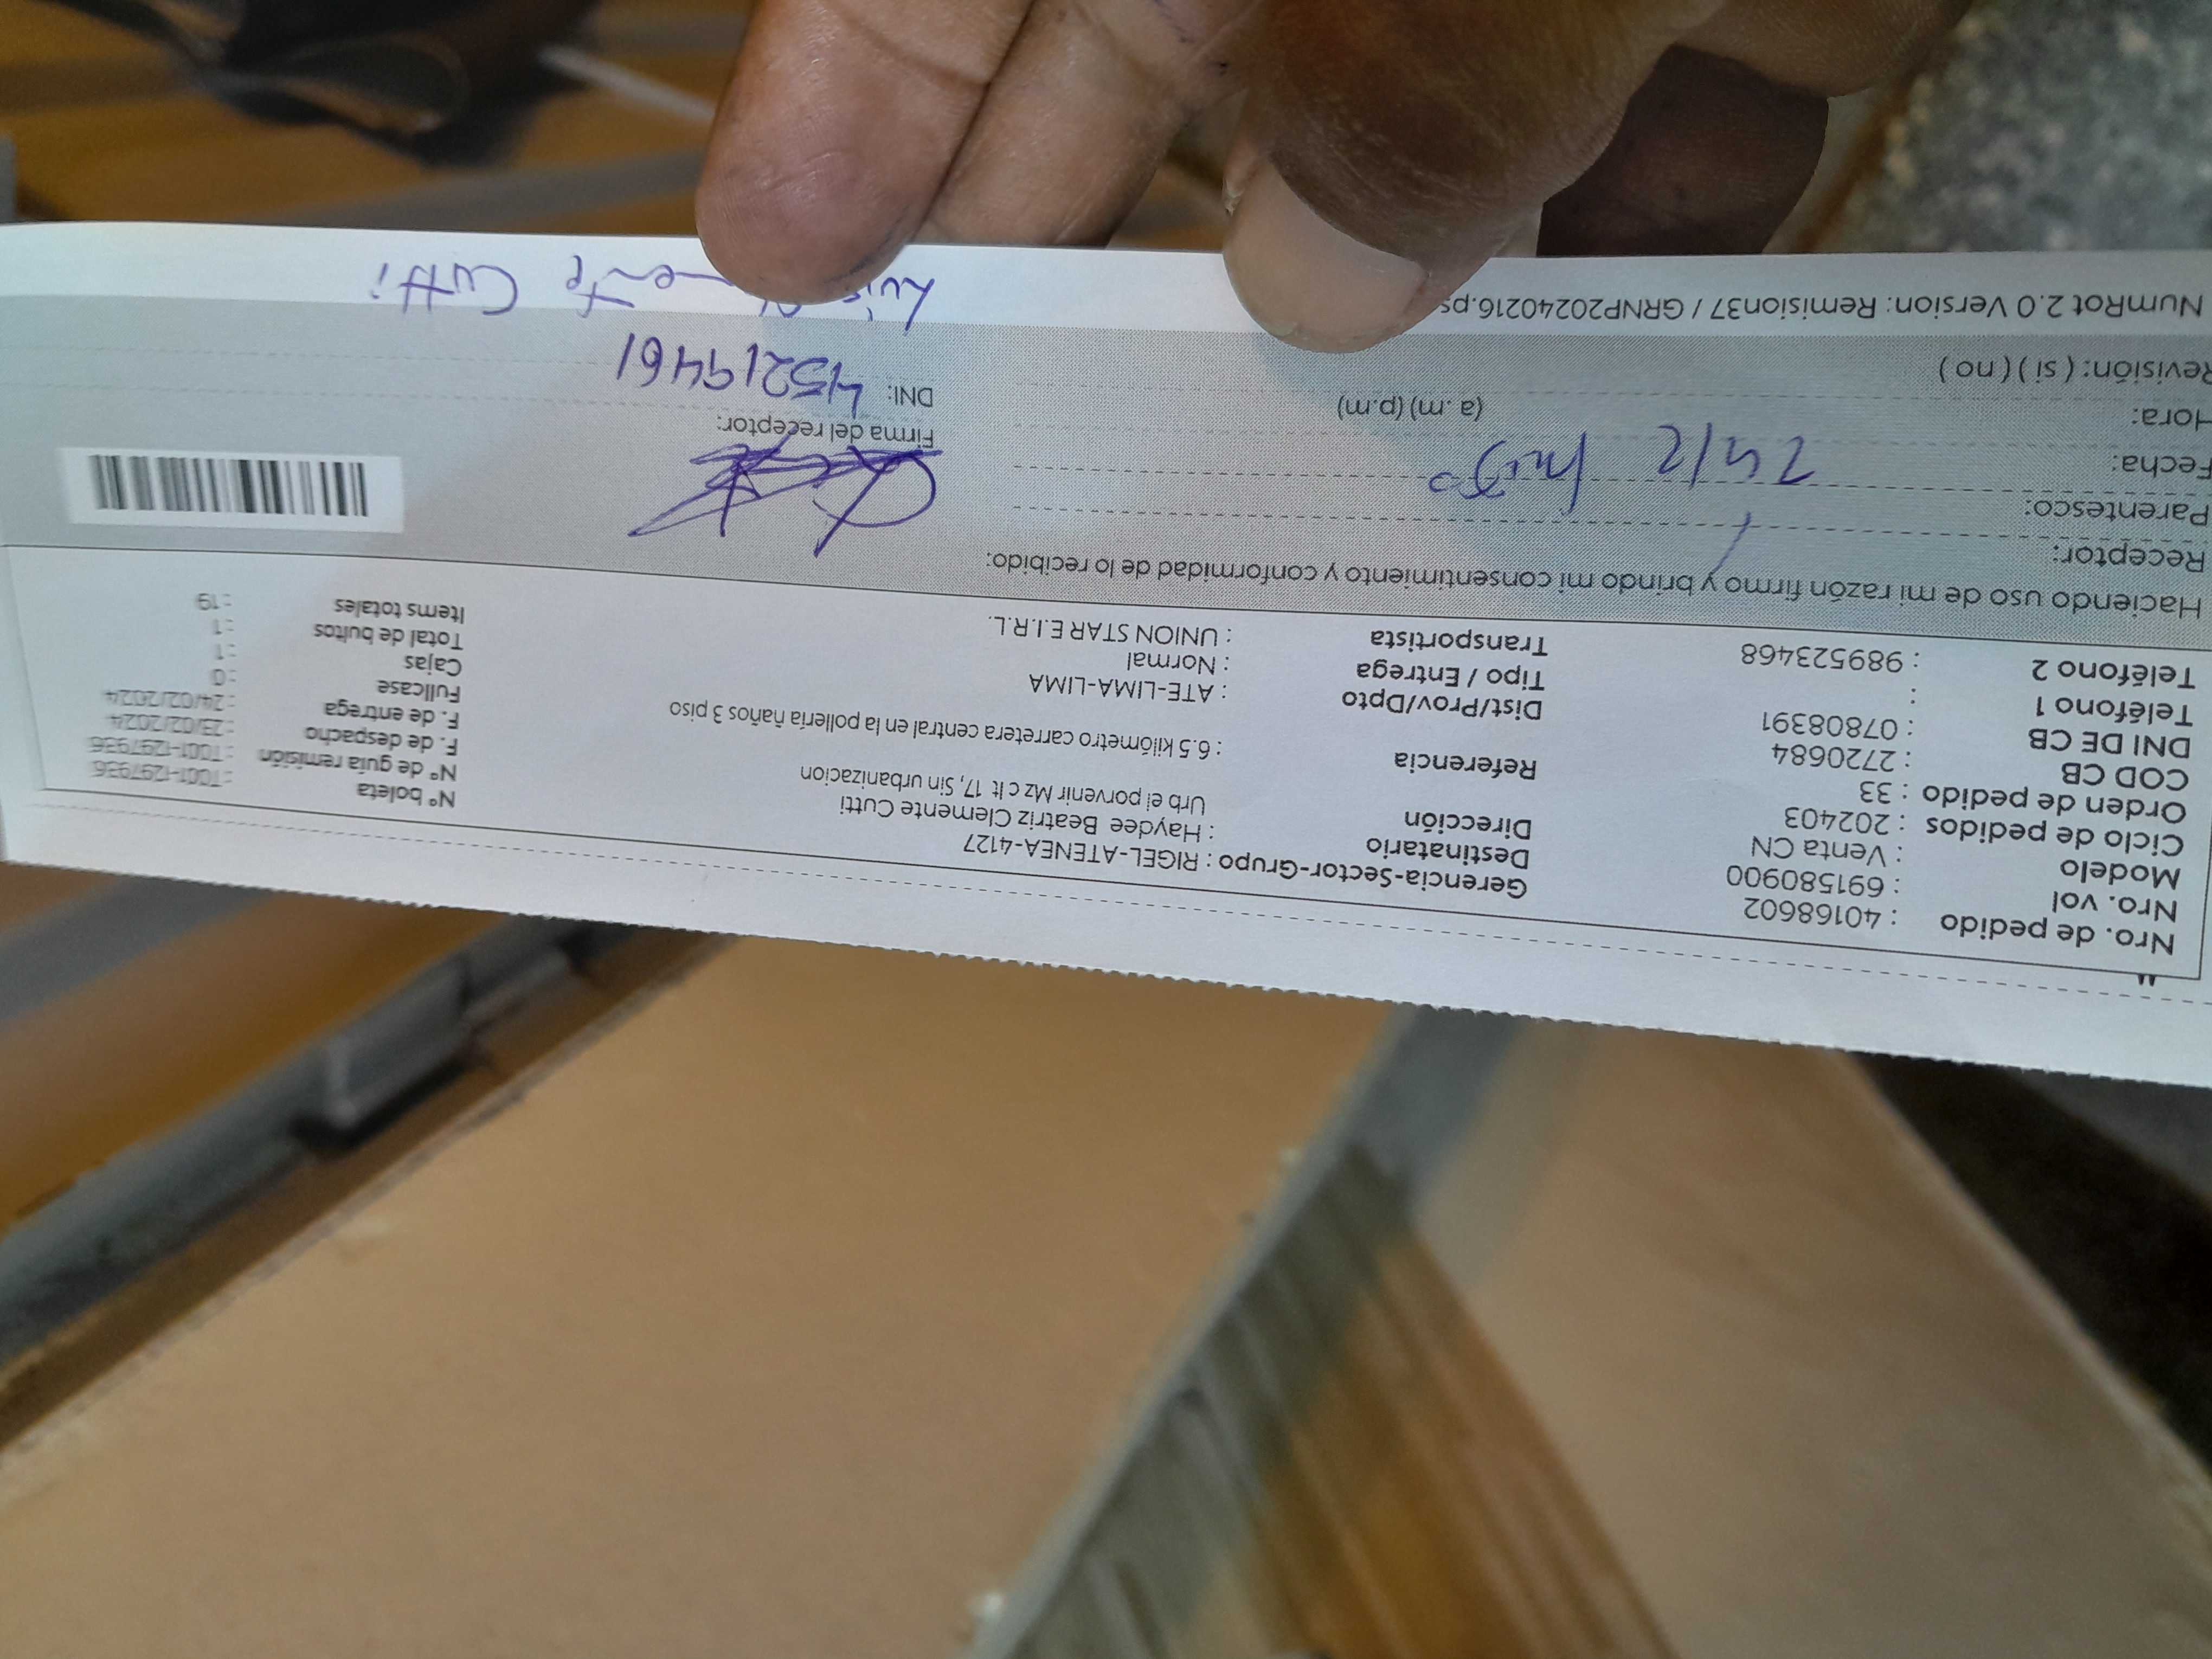 Nro. de pedido : 40168602
Nro. vol : 691580900
Modelo : Venta CN
Ciclo de pedidos : 202403
Orden de pedido : 33
COD CB : 2720684
DNI DE CB : 07808391
Teléfono 1 :
Teléfono 2 : 989523468
Gerencia-Sector-Grupo : RIGEL-ATENEA-4127
Destinatario : Haydee Beatriz Clemente Cutti
Dirección Urb el porvenir Mz c lt 17, Sin urbanizacion
Referencia : 6.5 kilómetro carretera central en la pollería ñaños 3 piso
Dist/Prov/Dpto : ATE-LIMA-LIMA
Tipo / Entrega : Normal
Transportista : UNION STAR E.I.R.L.
N° boleta : T001-1297936
N° de guía remisión : T001-1297936
F. de despacho : 23/02/2024
F. de entrega : 24/02/2024
Fullcase : 0
Cajas : 1
Total de bultos : 1
Items totales : 19
Haciendo uso de mi razón firmo y brindo mi consentimiento y conformidad de lo recibido:
Receptor:
Parentesco:
Fecha: 24/2
Hora: (a.m) (p.m)
Revisión: ( si ) ( no )
Firma del receptor:
DNI: 45219461
Cutti
NumRot 2.0 Version: Remision37 / GRNP20240216.ps